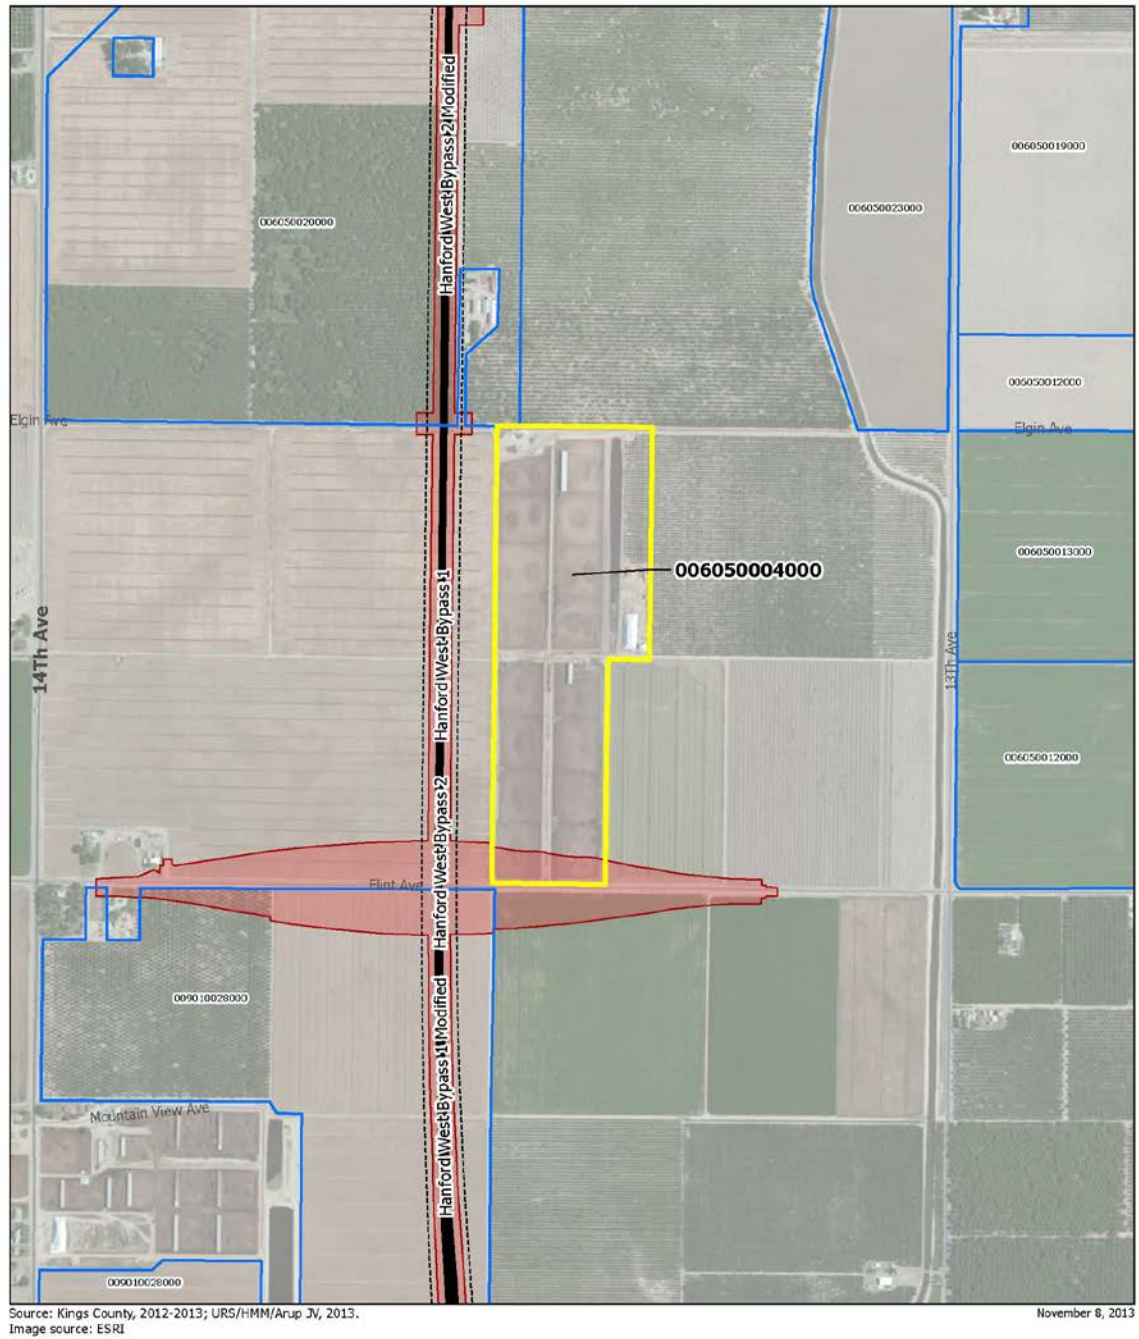 Hanford West Bypass 2 Modified
006050019000
006050023000
006050020000
006050012000
Elgin Ave
Elgin Ave
006050013000
006050004000
Hanford West Bypass 1
14Th Ave
13Th Ave
006050012000
Hanford West Bypass 2
Flint Ave
009010028000
Hanford West Bypass 1 Modified
Mountain View Ave
009010028000
Source: Kings County, 2012-2013; URS/HMM/Arup JV, 2013.
November 8, 2013
Image source: ESRI